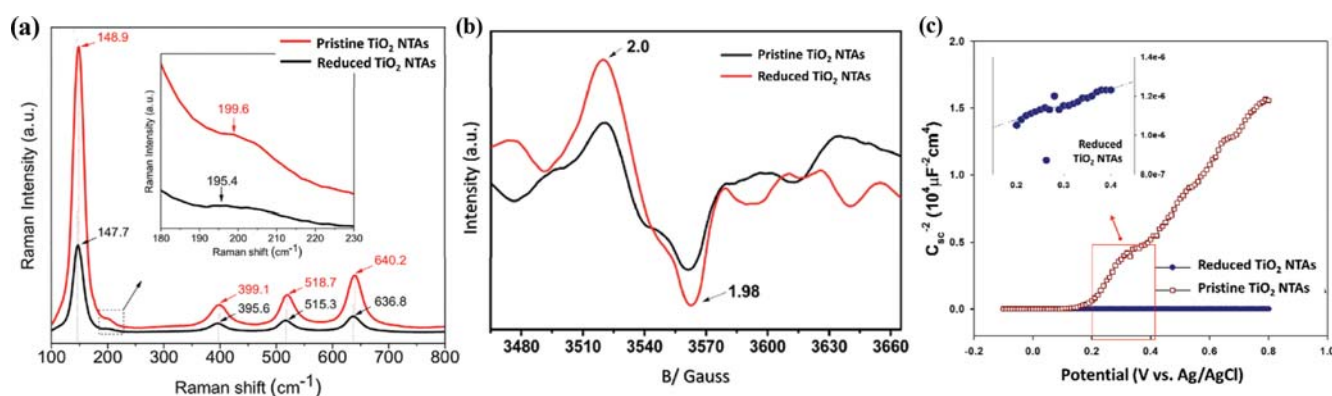 (a)
Pristine TiO2 NTAs
Reduced TiO2 NTAs
148.9
147.7
199.6
195.4
Raman Intensity (a.u.)
180 190 200 210 220 230
Raman shift (cm-1)
399.1
395.6
518.7
515.3
640.2
636.8
Raman Intensity (a.u.)
100 200 300 400 500 600 700 800
Raman shift (cm-1)
(b)
2.0
Pristine TiO2 NTAs
Reduced TiO2 NTAs
1.98
Intensity (a.u.)
3480 3510 3540 3570 3600 3630 3660
B/ Gauss
(c)
2.0
1.5
1.0
0.5
0.0
Csc-2 (10^4 µF-2cm4)
1.4e-6
1.2e-6
1.0e-6
8.0e-7
Reduced
TiO2 NTAs
0.2 0.3 0.4
Reduced TiO2 NTAs
Pristine TiO2 NTAs
0.0 0.2 0.4 0.6 0.8 1.0
Potential (V vs. Ag/AgCl)